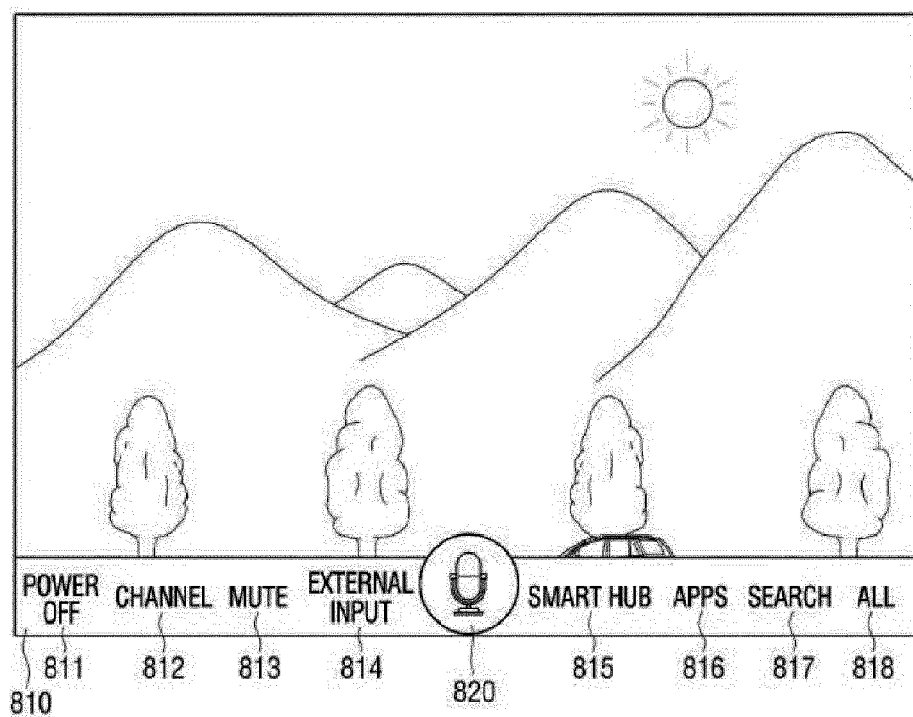 POWER OFF CHANNEL MUTE EXTERNAL INPUT SMART HUB APPS SEARCH ALL
811 812 813 814 820 815 816 817 818
810